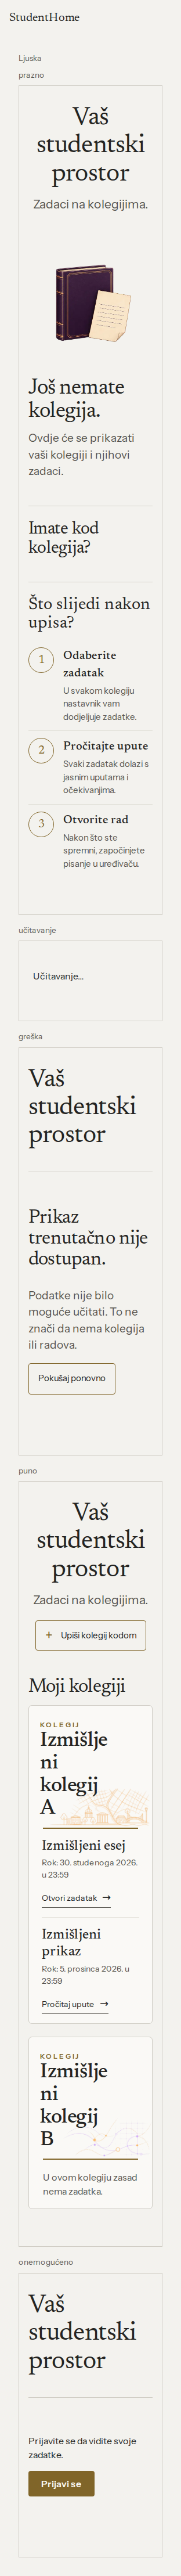 StudentHome
Ljuska
prazno
Vaš
studentski
prostor
Zadaci na kolegijima.
Još nemate
kolegija.
Ovdje će se prikazati
vaši kolegiji i njihovi
zadaci.
Imate kod
kolegija?
Što slijedi nakon
upisa?
1
Odaberite
zadatak
U svakom kolegiju
nastavnik vam
dodjeljuje zadatke.
2
Pročitajte upute
Svaki zadatak dolazi s
jasnim uputama i
očekivanjima.
3
Otvorite rad
Nakon što ste
spremni, započinjete
pisanje u uređivaču.
učitavanje
Učitavanje...
greška
Vaš
studentski
prostor
Prikaz
trenutačno nije
dostupan.
Podatke nije bilo
moguće učitati. To ne
znači da nema kolegija
ili radova.
Pokušaj ponovno
puno
Vaš
studentski
prostor
Zadaci na kolegijima.
+ Upiši kolegij kodom
Moji kolegiji
KOLEGIJ
Izmišlje
ni
kolegij
A
Izmišljeni esej
Rok: 30. studenoga 2026.
u 23:59
Otvori zadatak →
Izmišljeni
prikaz
Rok: 5. prosinca 2026. u
23:59
Pročitaj upute →
KOLEGIJ
Izmišlje
ni
kolegij
B
U ovom kolegiju zasad
nema zadatka.
onemogućeno
Vaš
studentski
prostor
Prijavite se da vidite svoje
zadatke.
Prijavi se